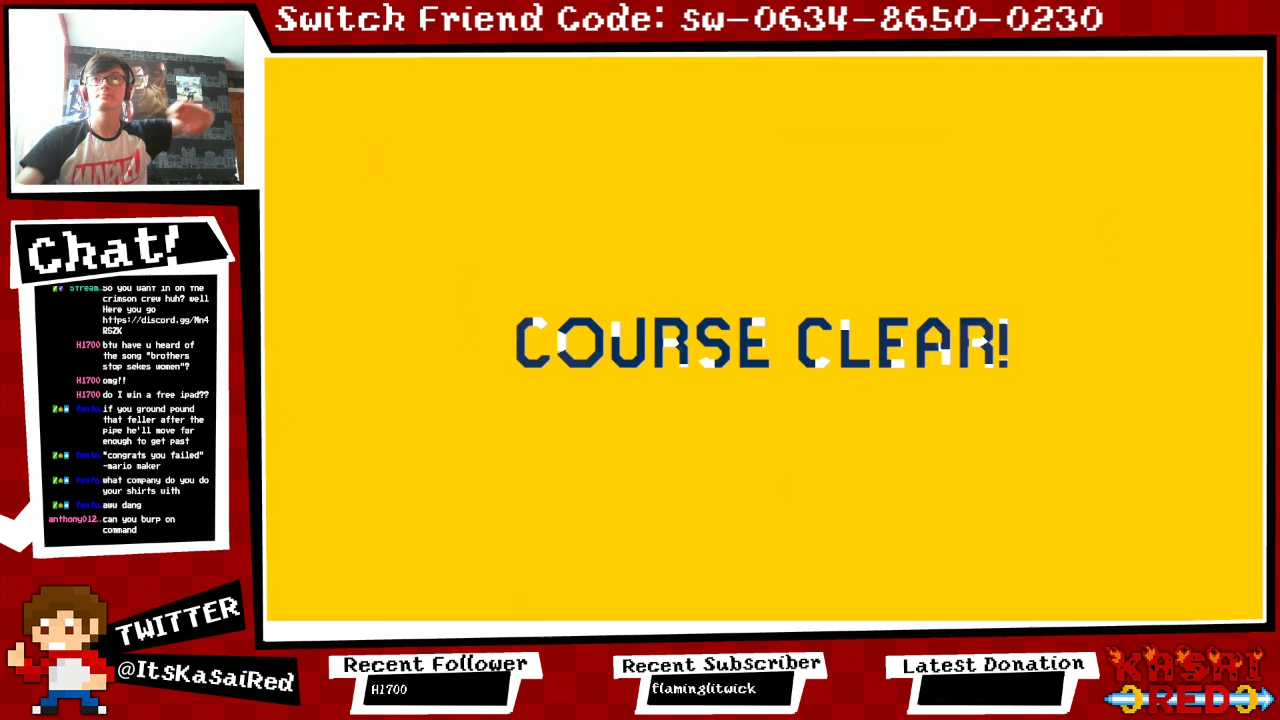 Switch Friend Code: SW-0634-8650-0230
MARVEL
COURSE CLEAR!
Chat!
Stream.. So you want in on the
crimson crew huh? well
Here you go
https://discord.gg/Mn4
RSZK
H1700 btw have u heard of
the song "brothers
stop sekes women"?
H1700 omg!!
H1700 do I win a free ipad??
if you ground pound
that feller after the
pipe he'll move far
enough to get past
"congrats you failed"
-mario maker
what company do you do
your shirts with
aww dang
anthony012.. can you burp on
command
TWITTER
@ItsKasaiRed
Recent Follower
H1700
Recent Subscriber
flaminglitwick
Latest Donation
KASAI
RED